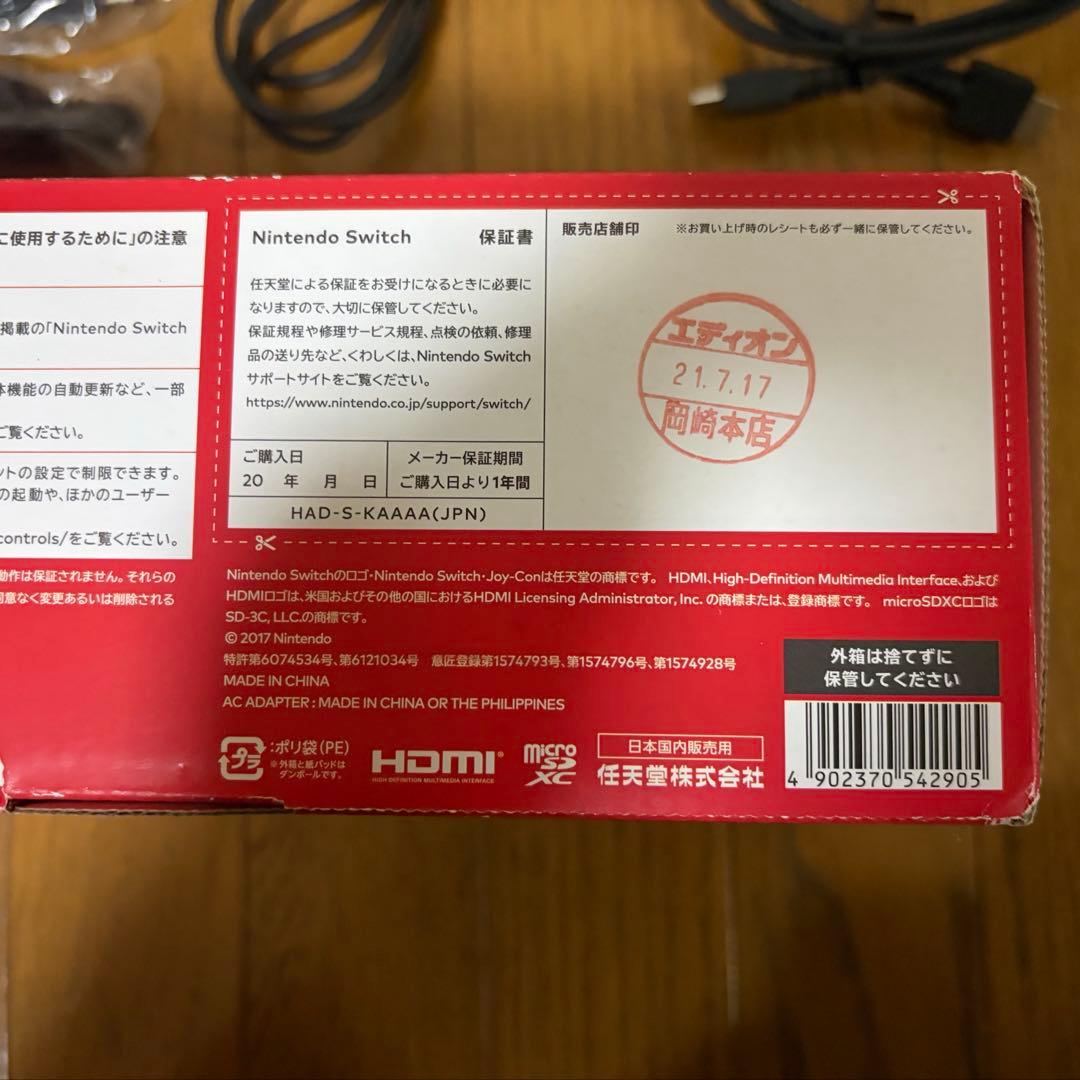 に使用するために」の注意
掲載の「Nintendo Switch
体機能の自動更新など、一部
ご覧ください。
ントの設定で制限できます。
の起動や、ほかのユーザー
controls/をご覧ください。
動作は保証されません。それらの
同意なく変更あるいは削除される
Nintendo Switch 保証書
任天堂による保証をお受けになるときに必要に
なりますので、大切に保管してください。
保証規程や修理サービス規程、点検の依頼、修理
品の送り先など、くわしくは、Nintendo Switch
サポートサイトをご覧ください。
https://www.nintendo.co.jp/support/switch/
ご購入日
20 年 月 日
メーカー保証期間
ご購入日より1年間
HAD-S-KAAAA(JPN)
販売店舗印 ※お買い上げ時のレシートも必ず一緒に保管してください。
エディオン
21.7.17
岡崎本店
Nintendo Switchのロゴ・Nintendo Switch・Joy-Conは任天堂の商標です。 HDMI、High-Definition Multimedia Interface、および
HDMIロゴは、米国およびその他の国におけるHDMI Licensing Administrator, Inc. の商標または、登録商標です。 microSDXCロゴは
SD-3C, LLC.の商標です。
© 2017 Nintendo
特許第6074534号、第6121034号 意匠登録第1574793号、第1574796号、第1574928号
MADE IN CHINA
AC ADAPTER : MADE IN CHINA OR THE PHILIPPINES
外箱は捨てずに
保管してください
プラ
:ポリ袋(PE)
※外箱と紙パッドは
ダンボールです。
HDMI®
HIGH DEFINITION MULTIMEDIA INTERFACE
micro
SD
XC
日本国内販売用
任天堂株式会社
4 902370 542905